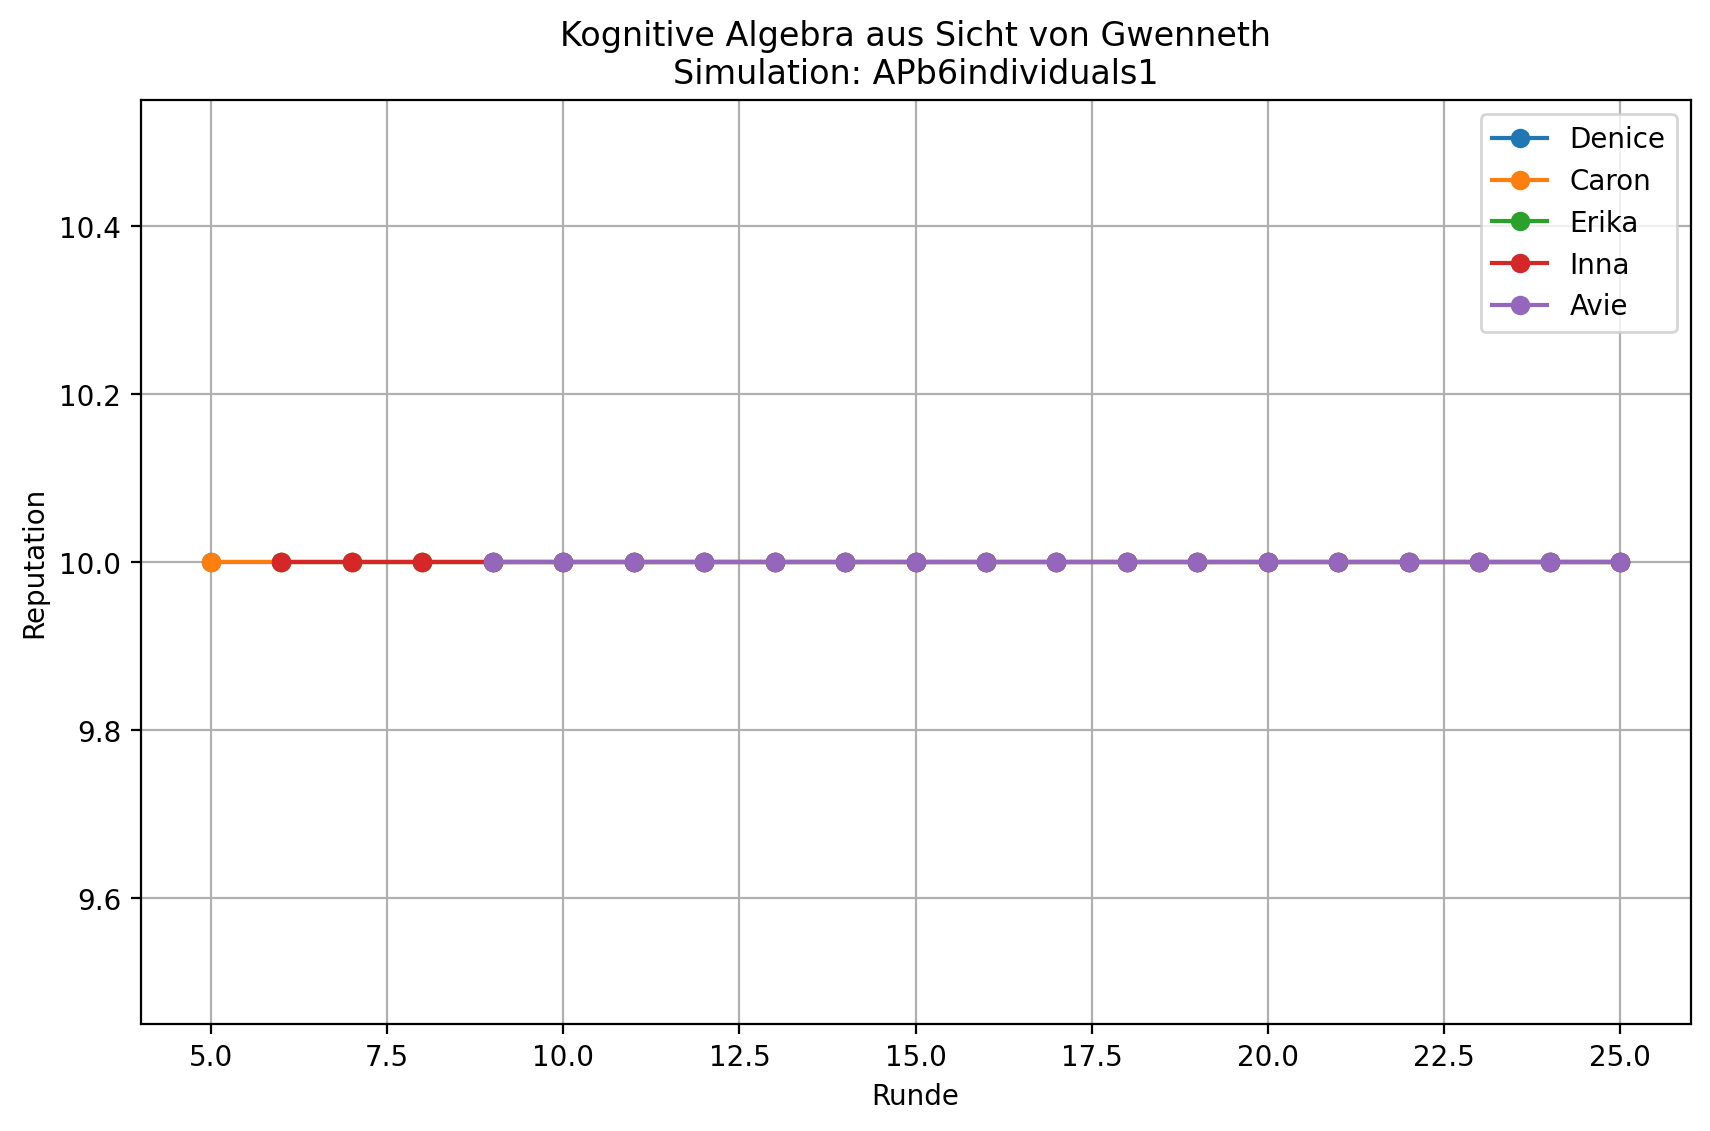 Kognitive Algebra aus Sicht von Gwenneth
Simulation: APb6individuals1
Denice
Caron
Erika
Inna
Avie
10.4
10.2
10.0
9.8
9.6
Reputation
5.0 7.5 10.0 12.5 15.0 17.5 20.0 22.5 25.0
Runde